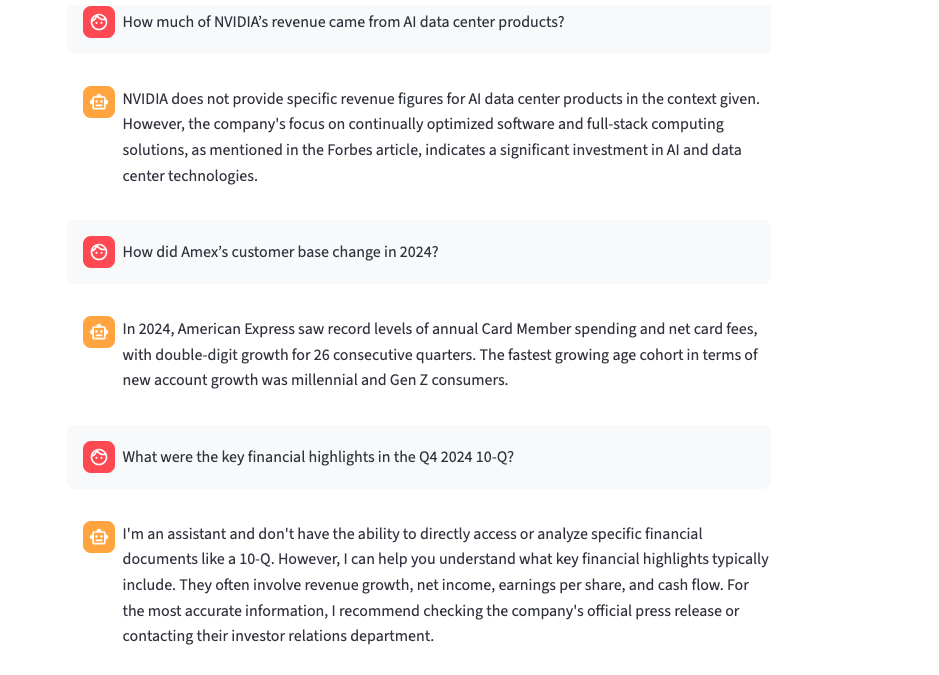 How much of NVIDIA’s revenue came from AI data center products?
NVIDIA does not provide specific revenue figures for AI data center products in the context given.
However, the company's focus on continually optimized software and full-stack computing
solutions, as mentioned in the Forbes article, indicates a significant investment in AI and data
center technologies.
How did Amex’s customer base change in 2024?
In 2024, American Express saw record levels of annual Card Member spending and net card fees,
with double-digit growth for 26 consecutive quarters. The fastest growing age cohort in terms of
new account growth was millennial and Gen Z consumers.
What were the key financial highlights in the Q4 2024 10-Q?
I'm an assistant and don't have the ability to directly access or analyze specific financial
documents like a 10-Q. However, I can help you understand what key financial highlights typically
include. They often involve revenue growth, net income, earnings per share, and cash flow. For
the most accurate information, I recommend checking the company's official press release or
contacting their investor relations department.